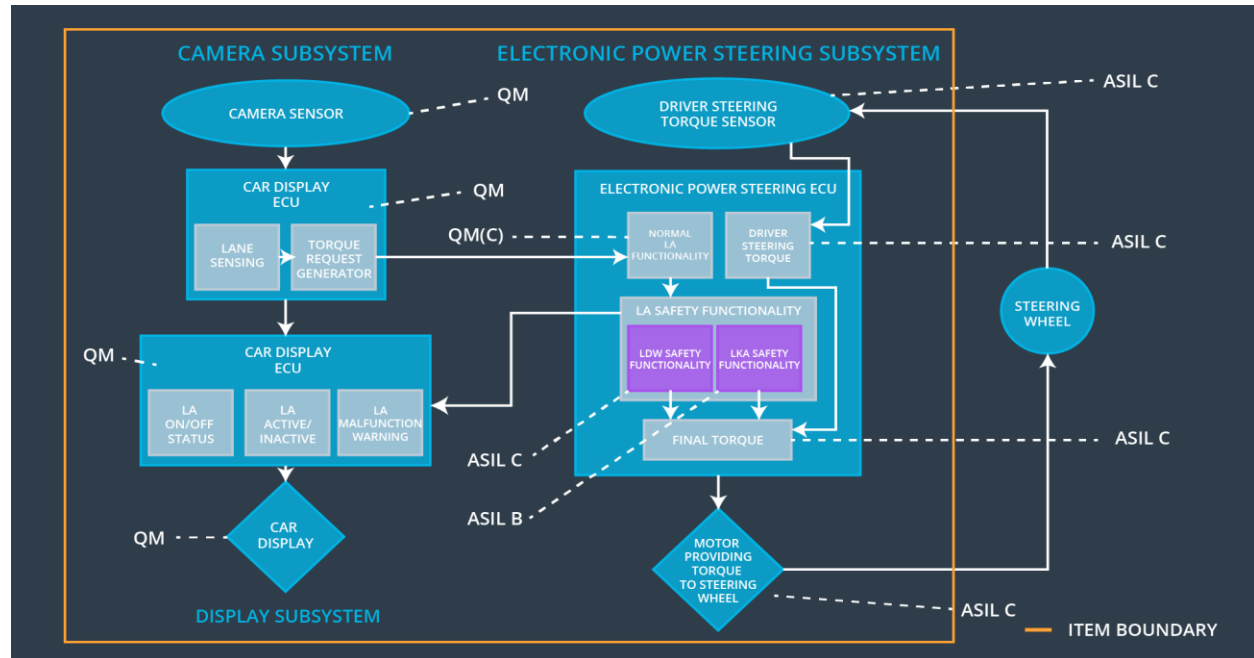 CAMERA SUBSYSTEM
ELECTRONIC POWER STEERING SUBSYSTEM
CAMERA SENSOR
QM
DRIVER STEERING
TORQUE SENSOR
ASIL C
CAR DISPLAY
ECU
QM
LANE
SENSING
TORQUE
REQUEST
GENERATOR
ELECTRONIC POWER STEERING ECU
QM(C)
NORMAL
LA
FUNCTIONALITY
DRIVER
STEERING
TORQUE
ASIL C
LA SAFETY FUNCTIONALITY
LDW SAFETY
FUNCTIONALITY
LKA SAFETY
FUNCTIONALITY
STEERING
WHEEL
QM
CAR DISPLAY
ECU
LA
ON/OFF
STATUS
LA
ACTIVE/
INACTIVE
LA
MALFUNCTION
WARNING
FINAL TORQUE
ASIL C
ASIL C
ASIL B
QM
CAR
DISPLAY
MOTOR
PROVIDING
TORQUE
TO STEERING
WHEEL
ASIL C
DISPLAY SUBSYSTEM
ITEM BOUNDARY